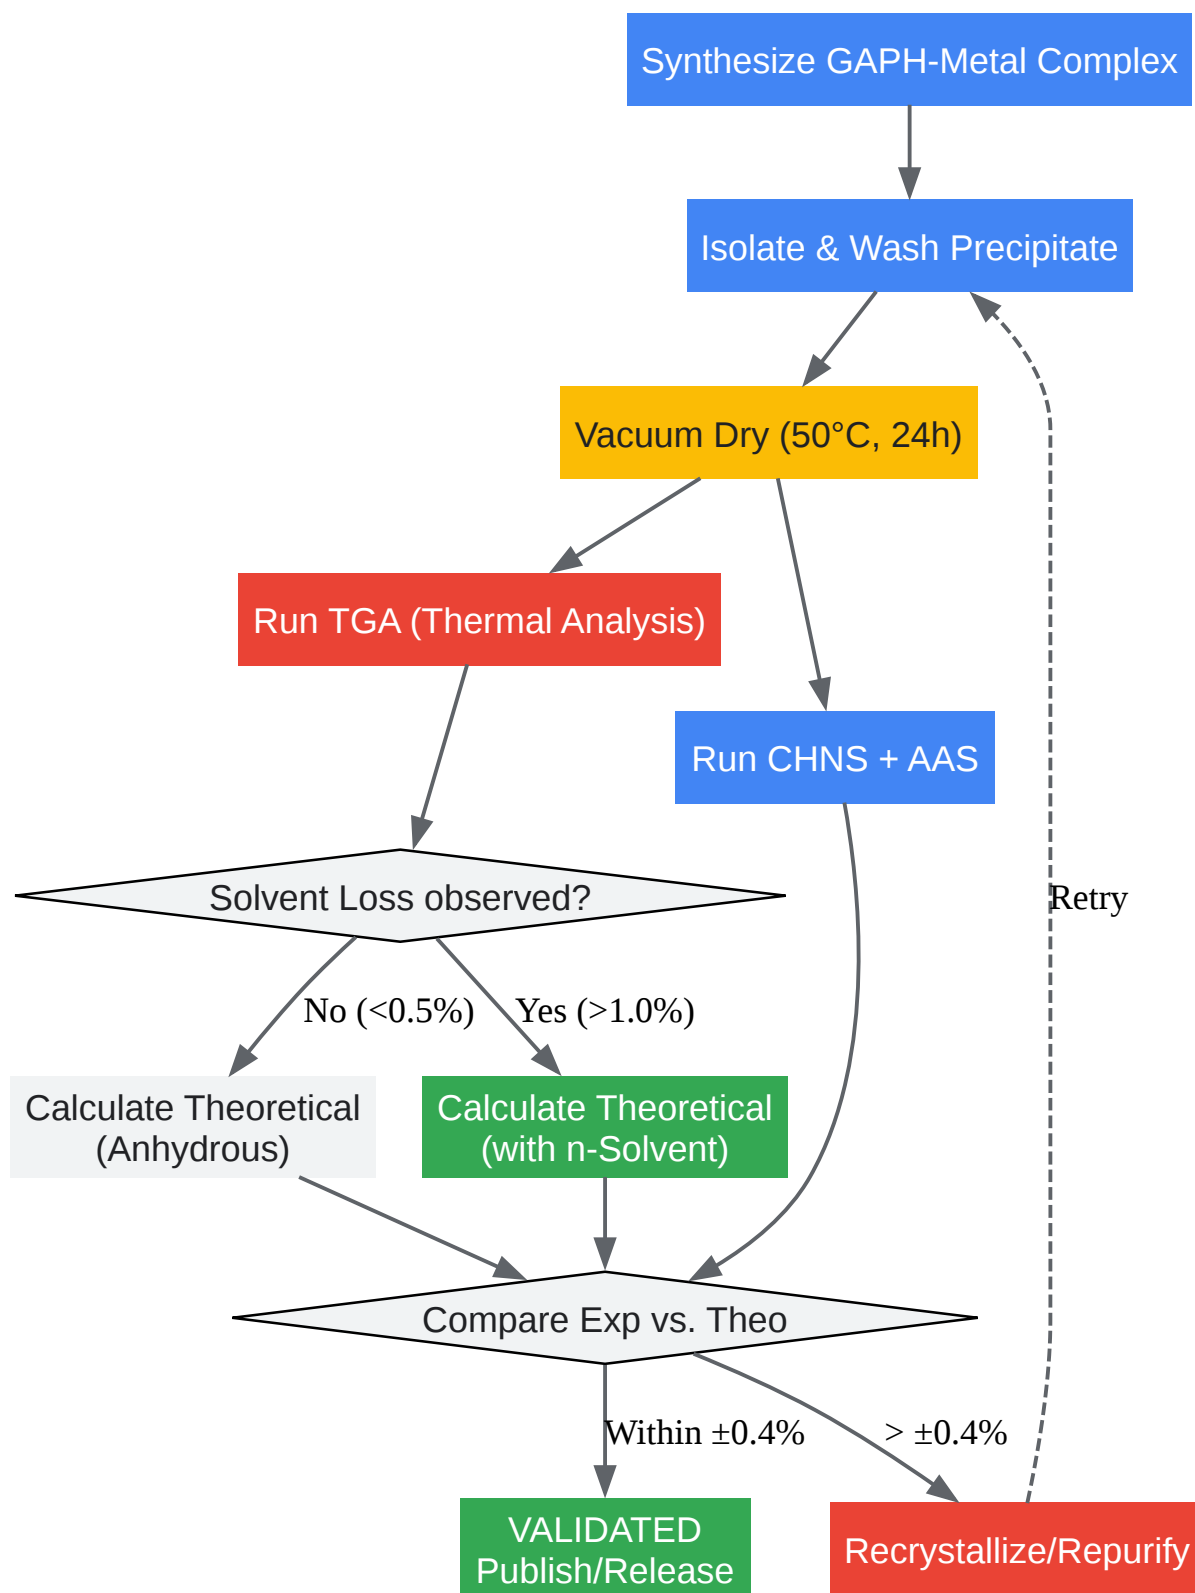 Synthesize GAPH-Metal Complex
Isolate & Wash Precipitate
Vacuum Dry (50°C, 24h)
Run TGA (Thermal Analysis)
Run CHNS + AAS
Solvent Loss observed?
Retry
No (<0.5%)
Yes (>1.0%)
Calculate Theoretical
(Anhydrous)
Calculate Theoretical
(with n-Solvent)
Compare Exp vs. Theo
Within ±0.4%
> ±0.4%
VALIDATED
Publish/Release
Recrystallize/Repurify